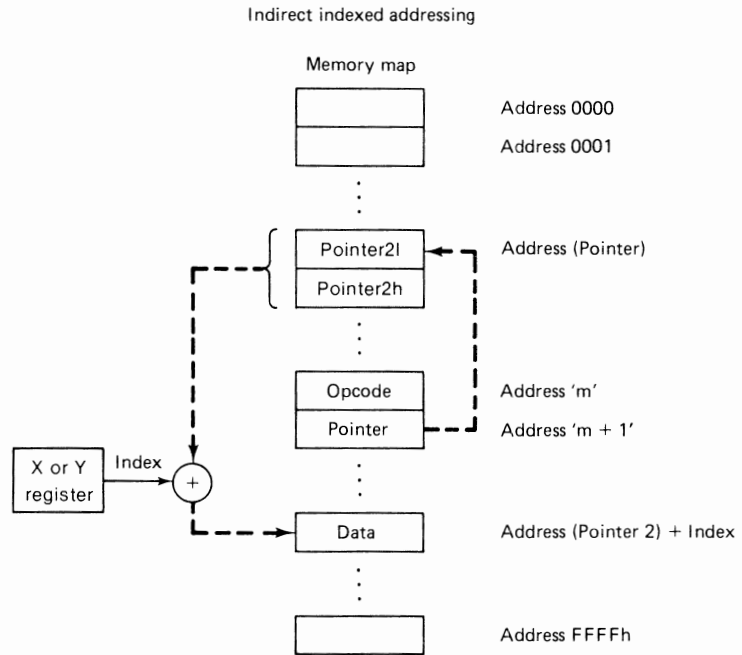 Indirect indexed addressing
Memory map
Address 0000
Address 0001
Pointer2l
Address (Pointer)
Pointer2h
Opcode
Address 'm'
Pointer
Address 'm + 1'
X or Y
register
Index
+
Data
Address (Pointer 2) + Index
Address FFFFh